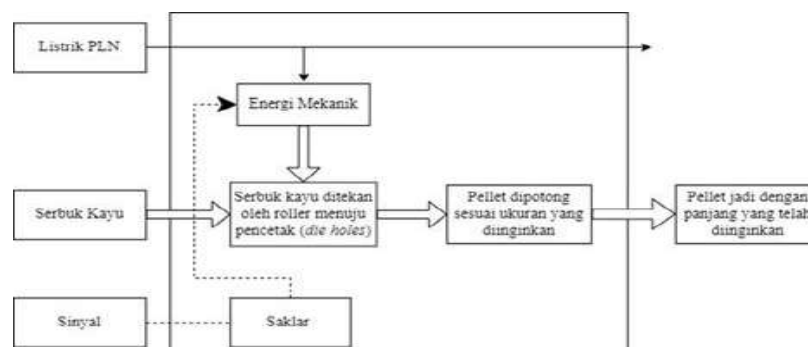 Listrik PLN
Energi Mekanik
Serbuk Kayu
Serbuk kayu ditekan
oleh roller menuju
pencetak (die holes)
Pellet dipotong
sesuai ukuran yang
diinginkan
Pellet jadi dengan
panjang yang telah
diinginkan
Sinyal
Saklar